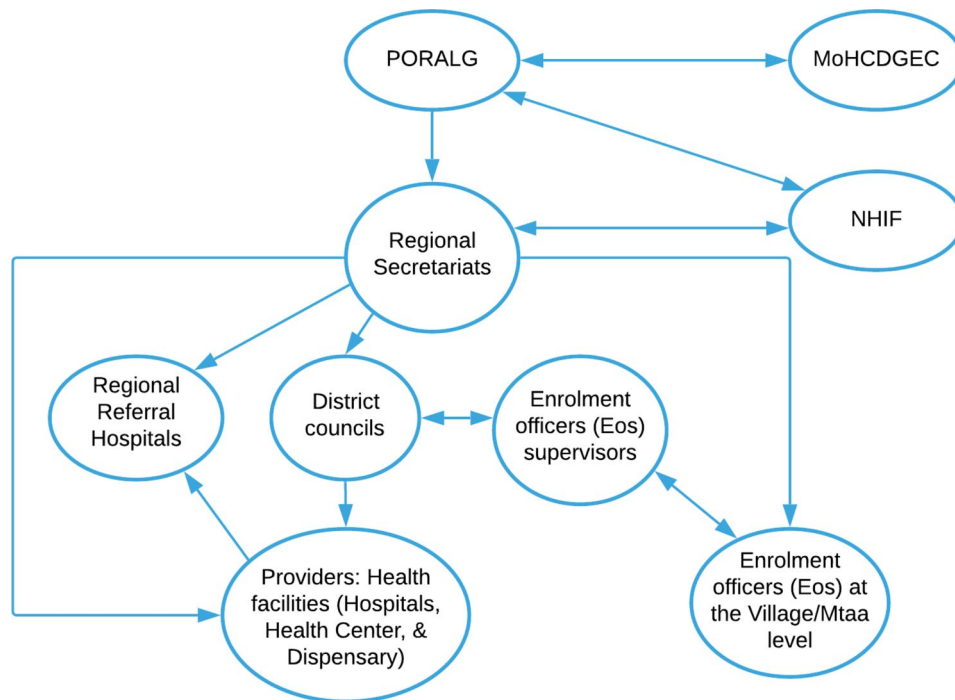 PORALG
MoHCDGEC
NHIF
Regional
Secretariats
Regional
Referral
Hospitals
District
councils
Enrolment
officers (Eos)
supervisors
Providers: Health
facilities (Hospitals,
Health Center, &
Dispensary)
Enrolment
officers (Eos) at
the Village/Mtaa
level